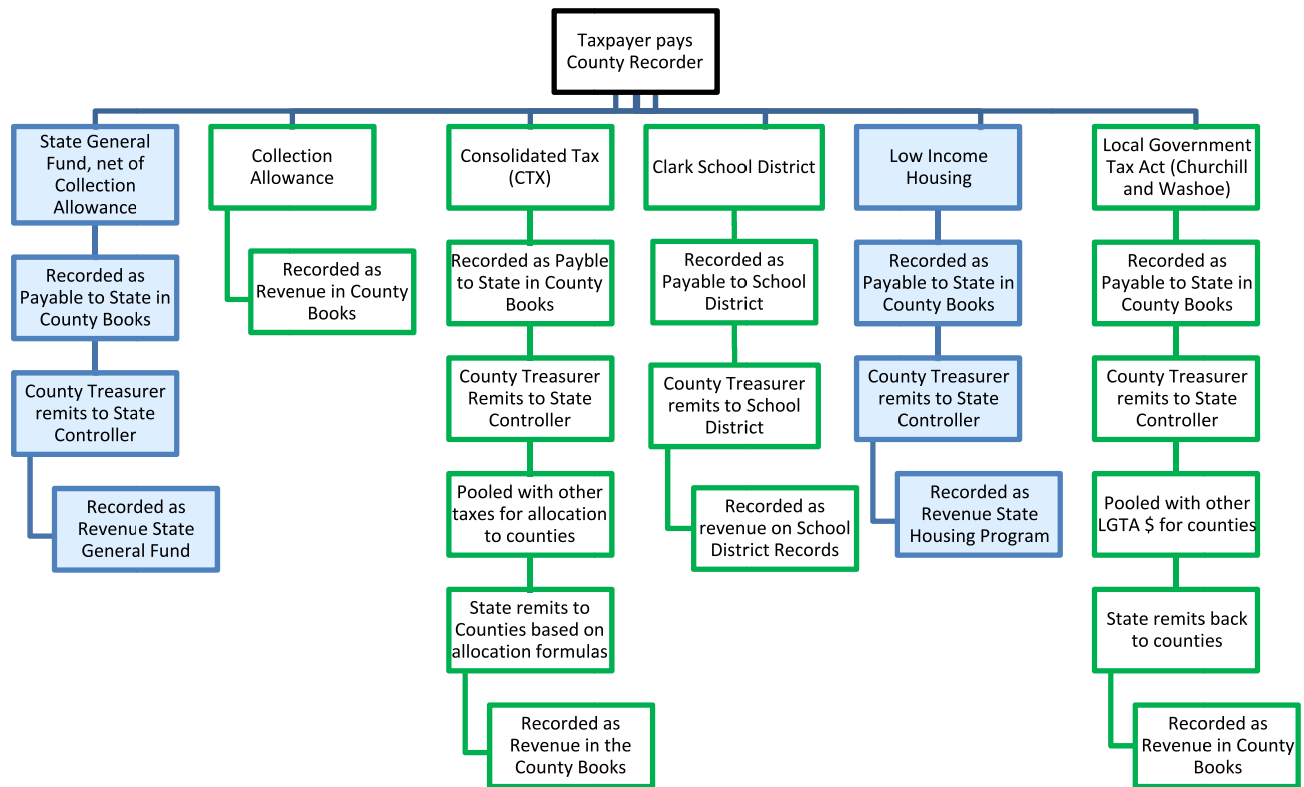 Taxpayer pays
County Recorder
State General
Fund, net of
Collection
Allowance
Recorded as
Payable to State in
County Books
County Treasurer
remits to State
Controller
Recorded as
Revenue State
General Fund
Collection
Allowance
Recorded as
Revenue in County
Books
Consolidated Tax
(CTX)
Recorded as Payble
to State in County
Books
County Treasurer
Remits to State
Controller
Pooled with other
taxes for allocation
to counties
State remits to
Counties based on
allocation formulas
Recorded as
Revenue in the
County Books
Clark School District
Recorded as
Payable to School
District
County Treasurer
remits to School
District
Recorded as
revenue on School
District Records
Low Income
Housing
Recorded as
Payable to State in
County Books
County Treasurer
remits to State
Controller
Recorded as
Revenue State
Housing Program
Local Government
Tax Act (Churchill
and Washoe)
Recorded as
Payable to State in
County Books
County Treasurer
remits to State
Controller
Pooled with other
LGTA $ for counties
State remits back
to counties
Recorded as
Revenue in County
Books